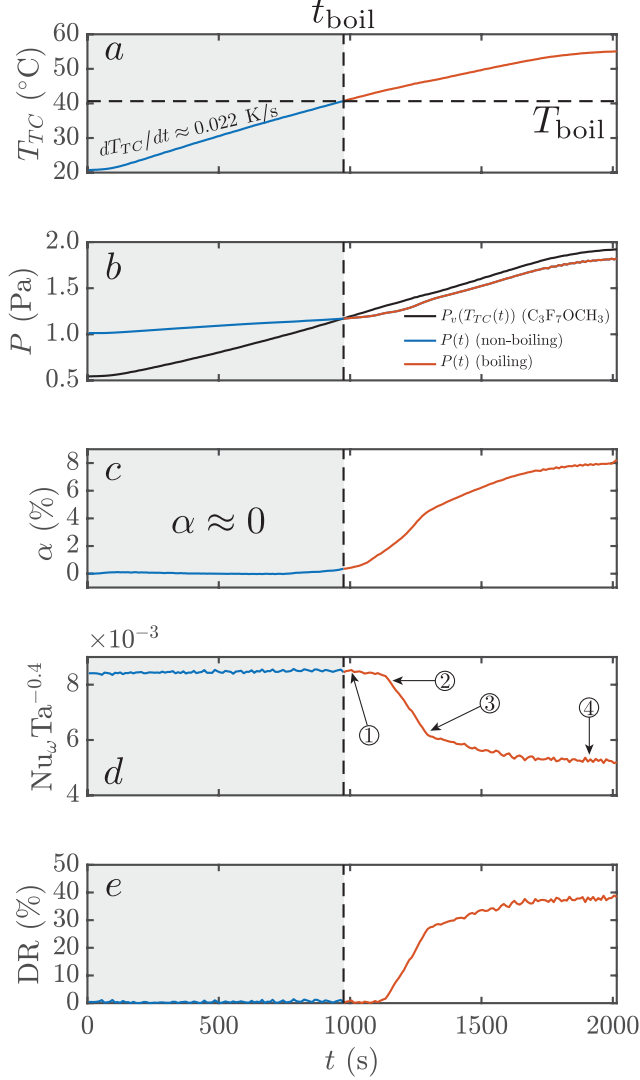 t_boil
a
60
50
40
30
20
T_TC (°C)
dT_TC/dt ≈ 0.022 K/s
T_boil
b
2.0
1.5
1.0
0.5
P (Pa)
P_v(T_TC(t)) (C₃F₇OCH₃)
P(t) (non-boiling)
P(t) (boiling)
c
8
6
4
2
0
α (%)
α ≈ 0
×10⁻³
8
6
4
Nu_ωTa⁻⁰·⁴
d
①
②
③
④
e
50
40
30
20
10
0
DR (%)
0
500
1000
1500
2000
t (s)